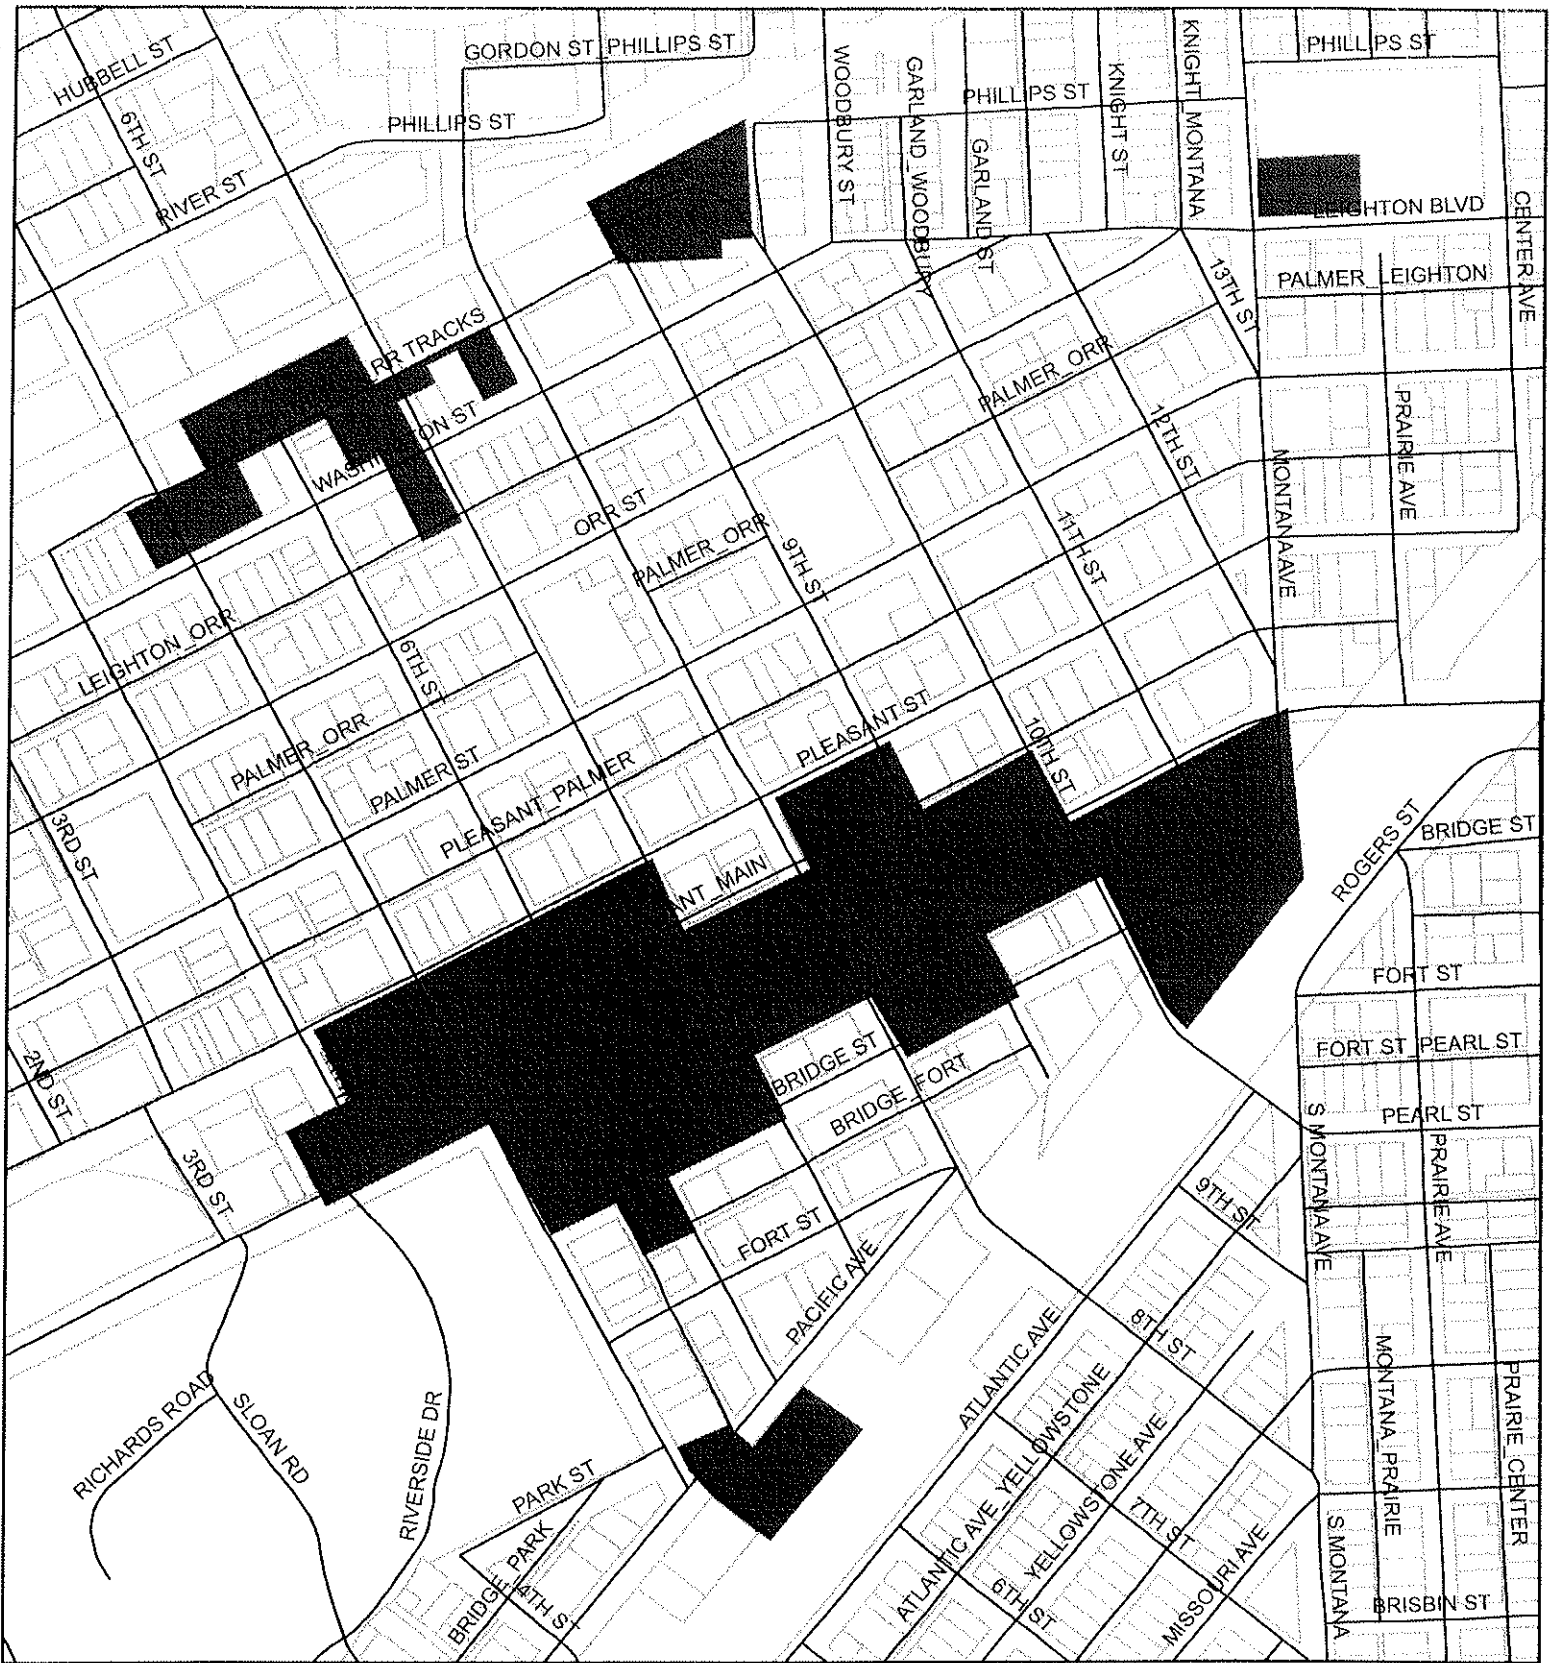 GORDON ST_PHILLIPS ST
HUBBELL ST
PHILLIPS ST
WOODBURY ST
GARLAND_WOODBURY
KNIGHT ST
KNIGHT_MONTANA
PHILLIPS ST
PHILLIPS ST
6TH ST
RIVER ST
GARLAND ST
LEIGHTON BLVD
CENTER AVE
13TH ST
PALMER_LEIGHTON
RR TRACKS
PALMER_ORR
12TH ST
PRAIRIE AVE
ORR ST
MONTANA AVE
PALMER_ORR
9TH ST
11TH ST
LEIGHTON_ORR
6TH ST
PALMER_ORR
PALMER ST
PLEASANT ST
10TH ST
PLEASANT_PALMER
3RD ST
ANT_MAIN
ROGERS ST
BRIDGE ST
FORT ST
2ND ST
BRIDGE ST
BRIDGE_FORT
FORT ST_PEARL ST
PEARL ST
3RD ST
9TH ST
S MONTANA AVE
PRAIRIE AVE
FORT ST
PACIFIC AVE
8TH ST
ATLANTIC AVE
RICHARDS ROAD
SLOAN RD
RIVERSIDE DR
MONTANA_PRAIRIE
PRAIRIE_CENTER
PARK ST
ATLANTIC AVE_YELLOWSTONE
YELLOWSTONE AVE
7TH ST
S MONTANA
MISSOURI AVE
6TH ST
BRISBIN ST